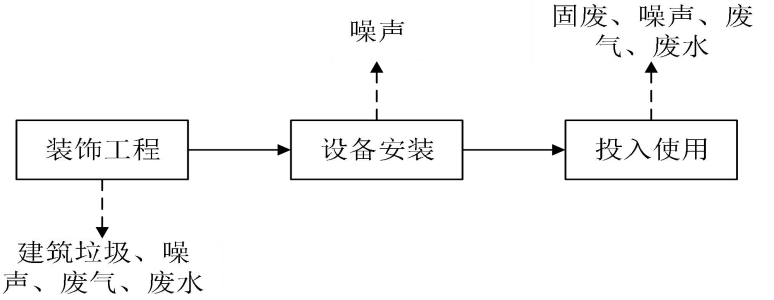 噪声
固废、噪声、废
气、废水
装饰工程
设备安装
投入使用
建筑垃圾、噪
声、废气、废水